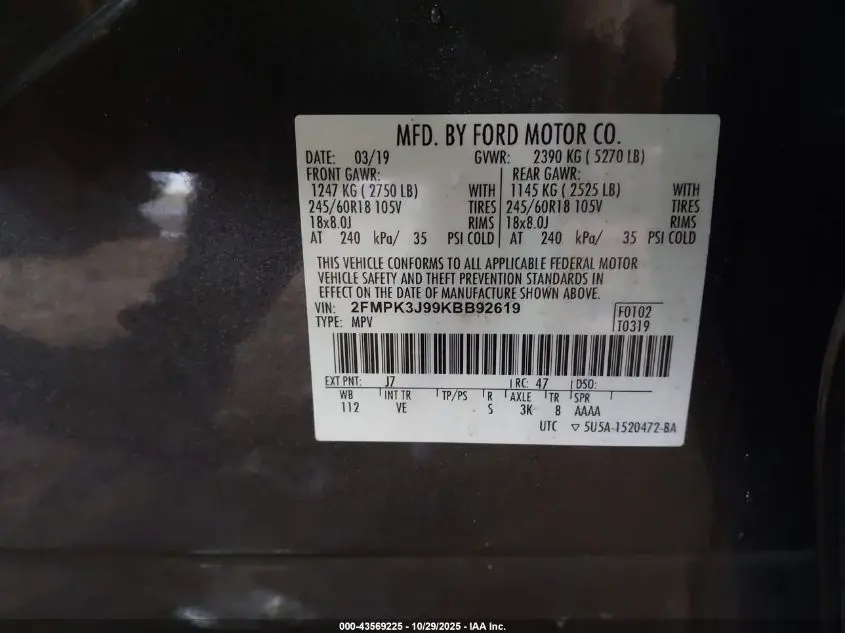 MFD. BY FORD MOTOR CO.
DATE: 03/19 GVWR: 2390 KG ( 5270 LB)
FRONT GAWR: REAR GAWR:
1247 KG ( 2750 LB) WITH 1145 KG ( 2525 LB) WITH
245/60R18 105V TIRES 245/60R18 105V TIRES
18x8.0J RIMS 18x8.0J RIMS
AT 240 kPa/ 35 PSI COLD AT 240 kPa/ 35 PSI COLD
THIS VEHICLE CONFORMS TO ALL APPLICABLE FEDERAL MOTOR
VEHICLE SAFETY AND THEFT PREVENTION STANDARDS IN
EFFECT ON THE DATE OF MANUFACTURE SHOWN ABOVE.
VIN: 2FMPK3J99KBB92619 F0102
TYPE: MPV T0319
EXT PNT: J7 RC: 47 DSO:
WB INT TR TP/PS R AXLE TR SPR
112 VE S 3K 8 AAAA
UTC ▽ 5U5A-1520472-BA
000-43569225 - 10/29/2025 - IAA Inc.